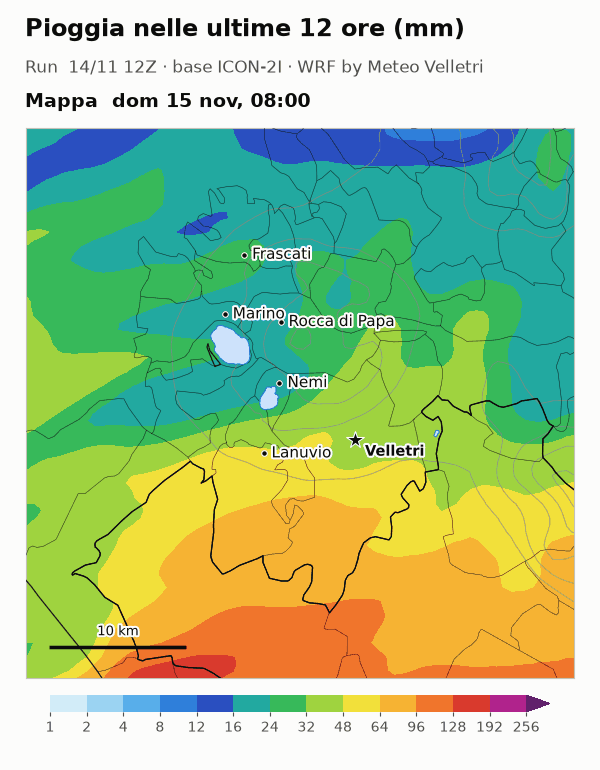 Pioggia nelle ultime 12 ore (mm)
Run  14/11 12Z · base ICON-2I · WRF by Meteo Velletri
Mappa  dom 15 nov, 08:00
Frascati
Marino
Rocca di Papa
Nemi
Velletri
Lanuvio
10 km
1 2 4 8 12 16 24 32 48 64 96 128 192 256